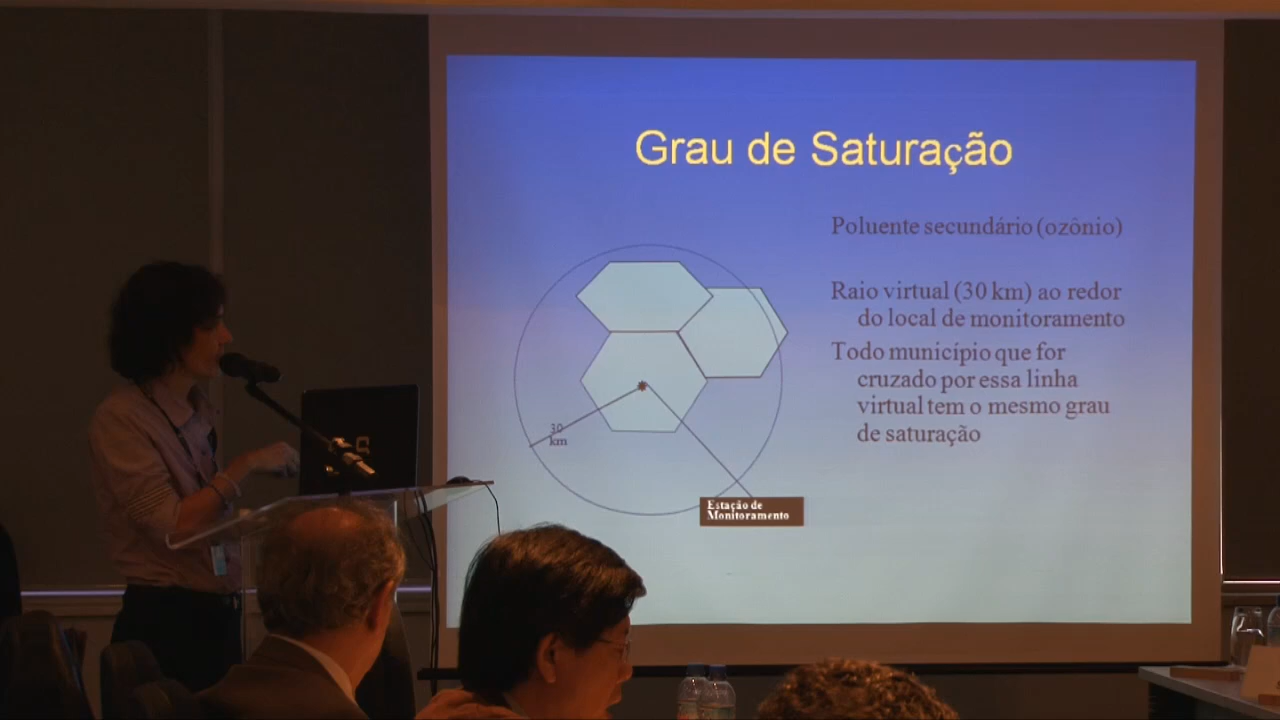 Grau de Saturação
Poluente secundário (ozônio)
Raio virtual (30 km) ao redor
do local de monitoramento
Todo município que for
cruzado por essa linha
virtual tem o mesmo grau
de saturação
30
km
Estação de
Monitoramento